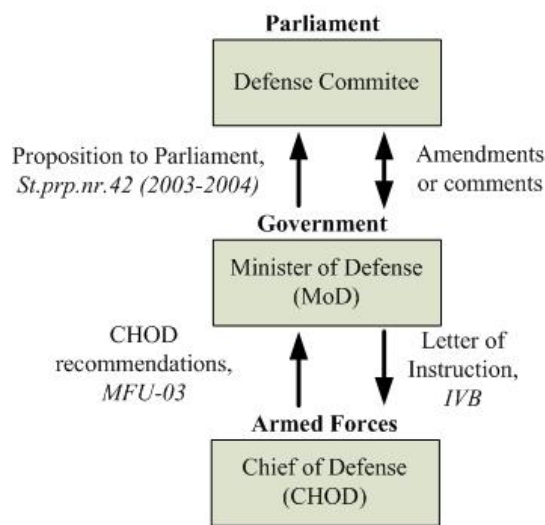 Parliament
Defense Commitee
Proposition to Parliament,
St.prp.nr.42 (2003-2004)
Amendments
or comments
Government
Minister of Defense
(MoD)
CHOD
recommendations,
MFU-03
Letter of
Instruction,
IVB
Armed Forces
Chief of Defense
(CHOD)